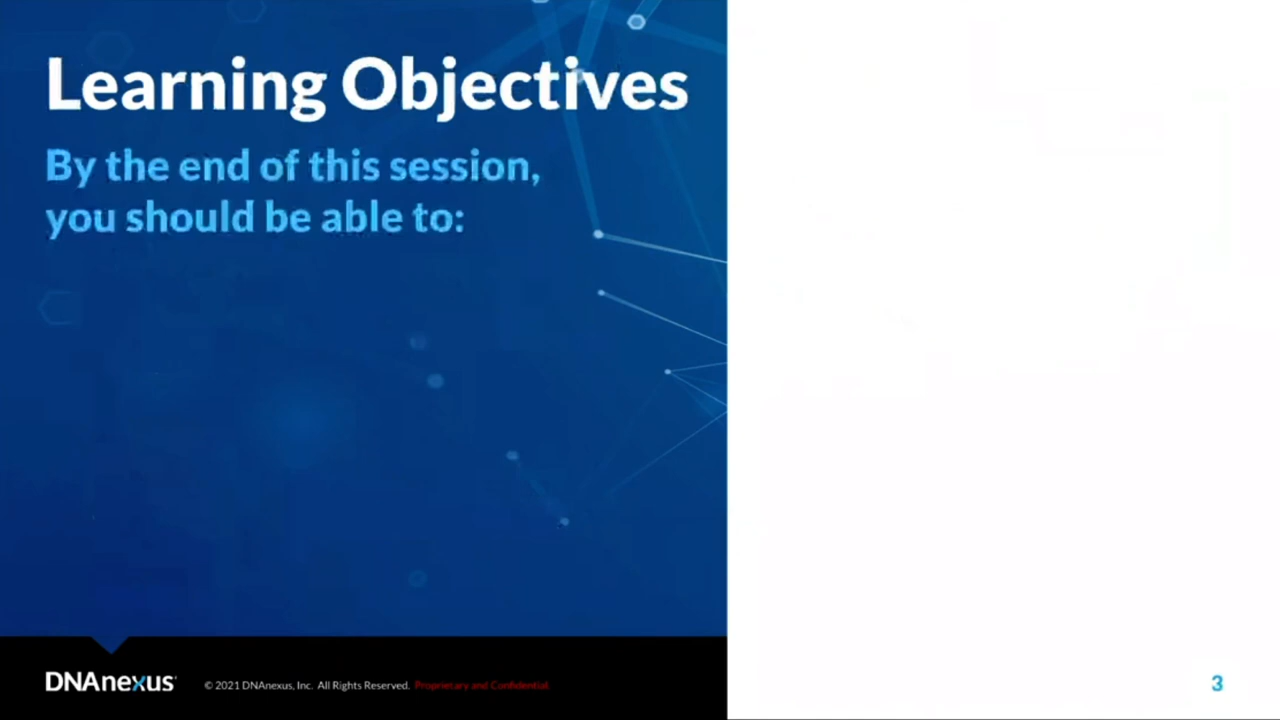 Learning Objectives
By the end of this session,
you should be able to:
DNAnexus
© 2021 DNAnexus, Inc. All Rights Reserved. Proprietary and Confidential.
3